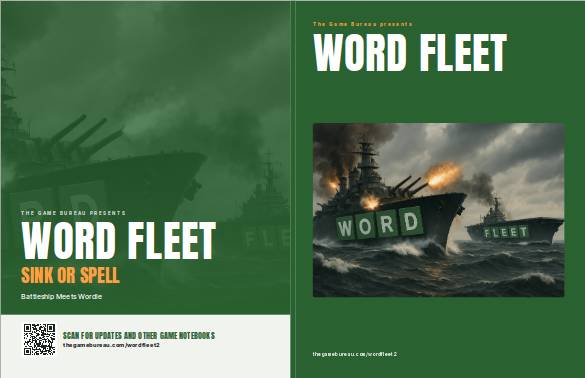 THE GAME BUREAU PRESENTS
WORD FLEET
SINK OR SPELL
Battleship Meets Wordle
SCAN FOR UPDATES AND OTHER GAME NOTEBOOKS
thegamebureau.com/wordfleet2
The Game Bureau presents
WORD FLEET
WORD
FLEET
thegamebureau.com/wordfleet2